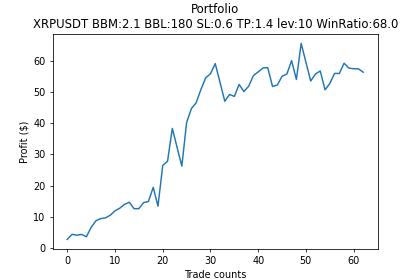 Portfolio
XRPUSDT BBM:2.1 BBL:180 SL:0.6 TP:1.4 lev:10 WinRatio:68.0
Profit ($)
60
50
40
30
20
10
0
0 10 20 30 40 50 60
Trade counts